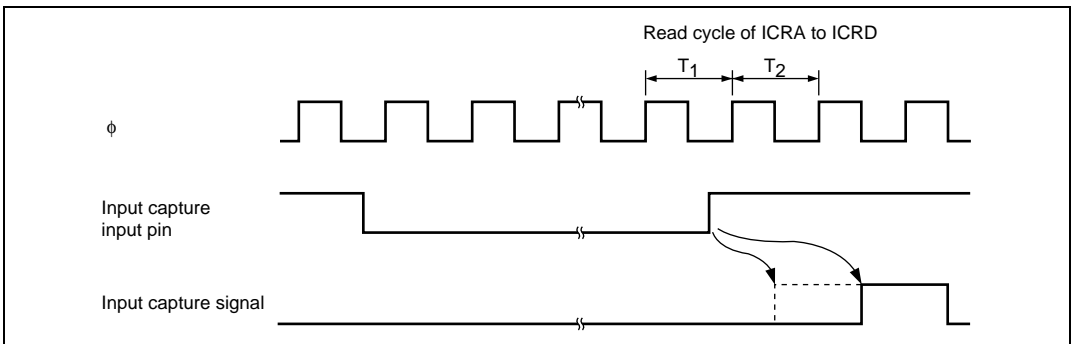 Read cycle of ICRA to ICRD
T1 T2
ϕ
Input capture
input pin
Input capture signal